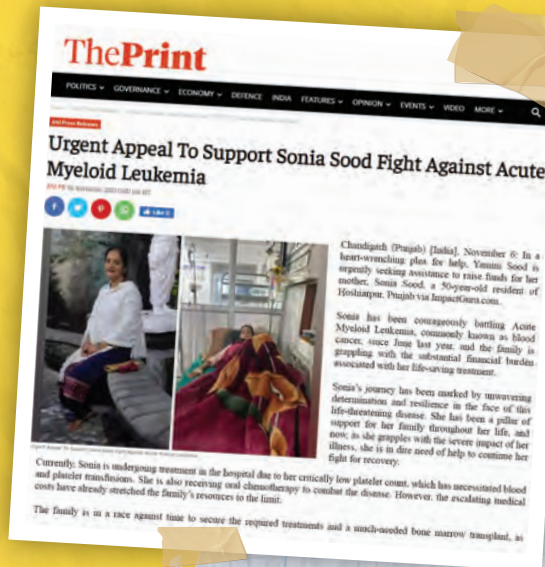 ThePrint
POLITICS GOVERNANCE ECONOMY DEFENCE INDIA FEATURES OPINION EVENTS VIDEO MORE
ANI Press Releases
Urgent Appeal To Support Sonia Sood Fight Against Acute
Myeloid Leukemia
Chandigarh (Punjab) [India], November 6: In a
heart-wrenching plea for help, Yamini Sood is
urgently seeking assistance to raise funds for her
mother, Sonia Sood, a 50-year-old resident of
Hoshiarpur, Punjab via ImpactGuru.com.
Sonia has been courageously battling Acute
Myeloid Leukemia, commonly known as blood
cancer, since June last year, and the family is
grappling with the substantial financial burden
associated with her life-saving treatment.
Sonia's journey has been marked by unwavering
determination and resilience in the face of this
life-threatening disease. She has been a pillar of
support for her family throughout her life, and
now, as she grapples with the severe impact of her
illness, she is in dire need of help to continue her
fight for recovery.
Currently, Sonia is undergoing treatment in the hospital due to her critically low platelet count, which has necessitated blood
and platelet transfusions. She is also receiving oral chemotherapy to combat the disease. However, the escalating medical
costs have already stretched the family's resources to the limit.
The family is in a race against time to secure the required treatments and a much-needed bone marrow transplant, as